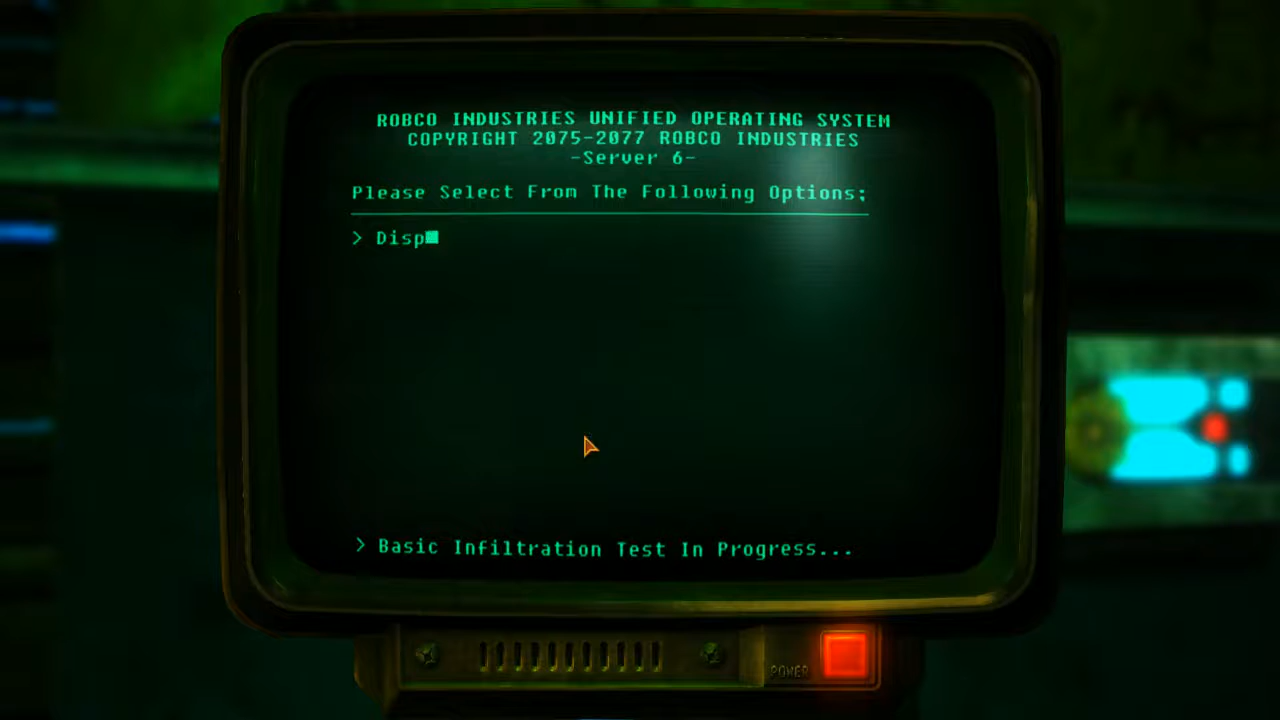 ROBCO INDUSTRIES UNIFIED OPERATING SYSTEM
COPYRIGHT 2075-2077 ROBCO INDUSTRIES
-Server 6-
Please Select From The Following Options:
> Disp
> Basic Infiltration Test In Progress...
POWER